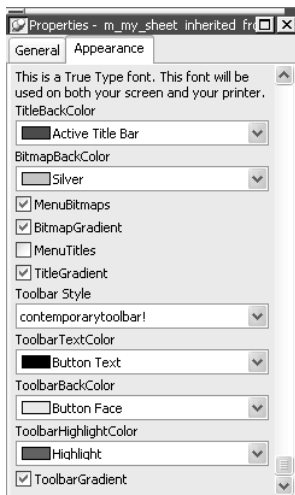 Properties - m_my_sheet inherited fro
General Appearance
This is a True Type font. This font will be
used on both your screen and your printer.
TitleBackColor
Active Title Bar
BitmapBackColor
Silver
MenuBitmaps
BitmapGradient
MenuTitles
TitleGradient
Toolbar Style
contemporarytoolbar!
ToolbarTextColor
Button Text
ToolbarBackColor
Button Face
ToolbarHighlightColor
Highlight
ToolbarGradient